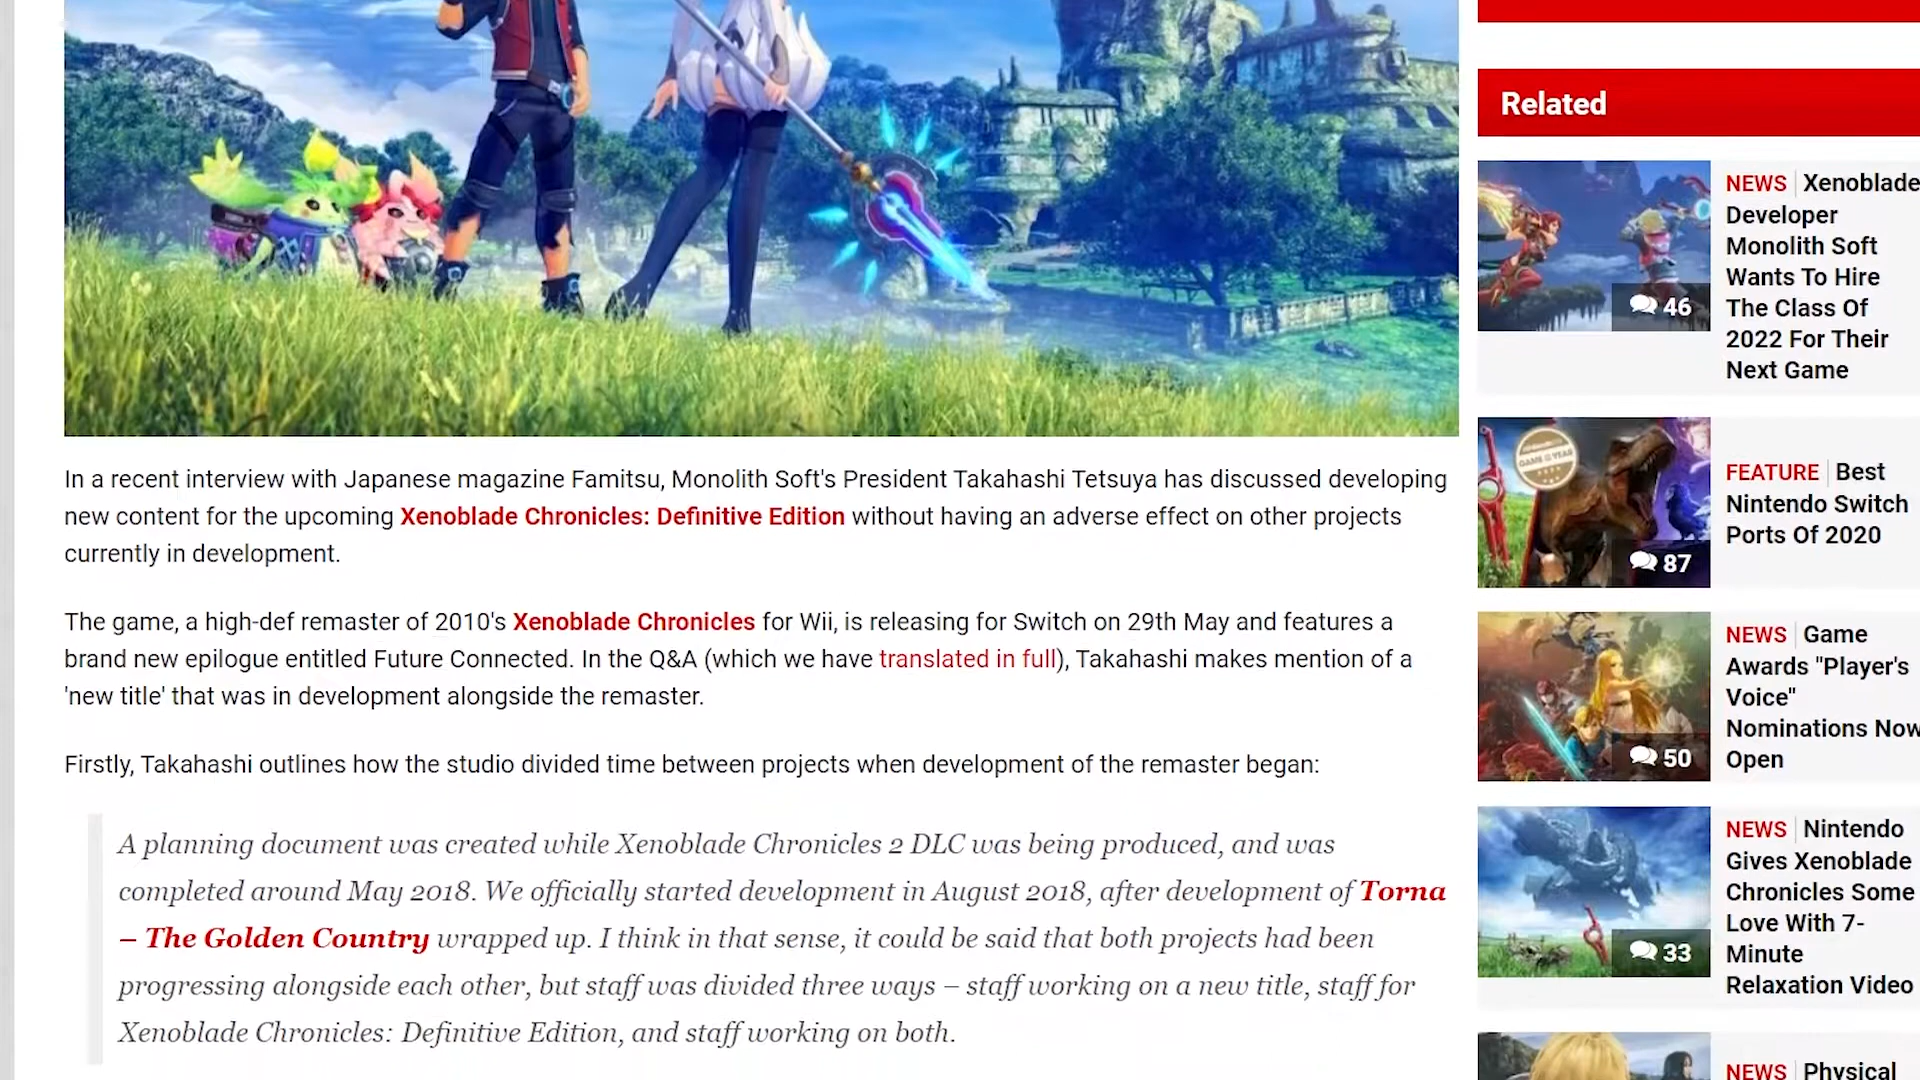 In a recent interview with Japanese magazine Famitsu, Monolith Soft's President Takahashi Tetsuya has discussed developing
new content for the upcoming Xenoblade Chronicles: Definitive Edition without having an adverse effect on other projects
currently in development.
The game, a high-def remaster of 2010's Xenoblade Chronicles for Wii, is releasing for Switch on 29th May and features a
brand new epilogue entitled Future Connected. In the Q&A (which we have translated in full), Takahashi makes mention of a
'new title' that was in development alongside the remaster.
Firstly, Takahashi outlines how the studio divided time between projects when development of the remaster began:
A planning document was created while Xenoblade Chronicles 2 DLC was being produced, and was
completed around May 2018. We officially started development in August 2018, after development of Torna
– The Golden Country wrapped up. I think in that sense, it could be said that both projects had been
progressing alongside each other, but staff was divided three ways – staff working on a new title, staff for
Xenoblade Chronicles: Definitive Edition, and staff working on both.
Related
NEWS Xenoblade
Developer
Monolith Soft
Wants To Hire
The Class Of
2022 For Their
Next Game
46
FEATURE Best
Nintendo Switch
Ports Of 2020
GAME OF THE YEAR
87
NEWS Game
Awards "Player's
Voice"
Nominations Now
Open
50
NEWS Nintendo
Gives Xenoblade
Chronicles Some
Love With 7-
Minute
Relaxation Video
33
NEWS Physical